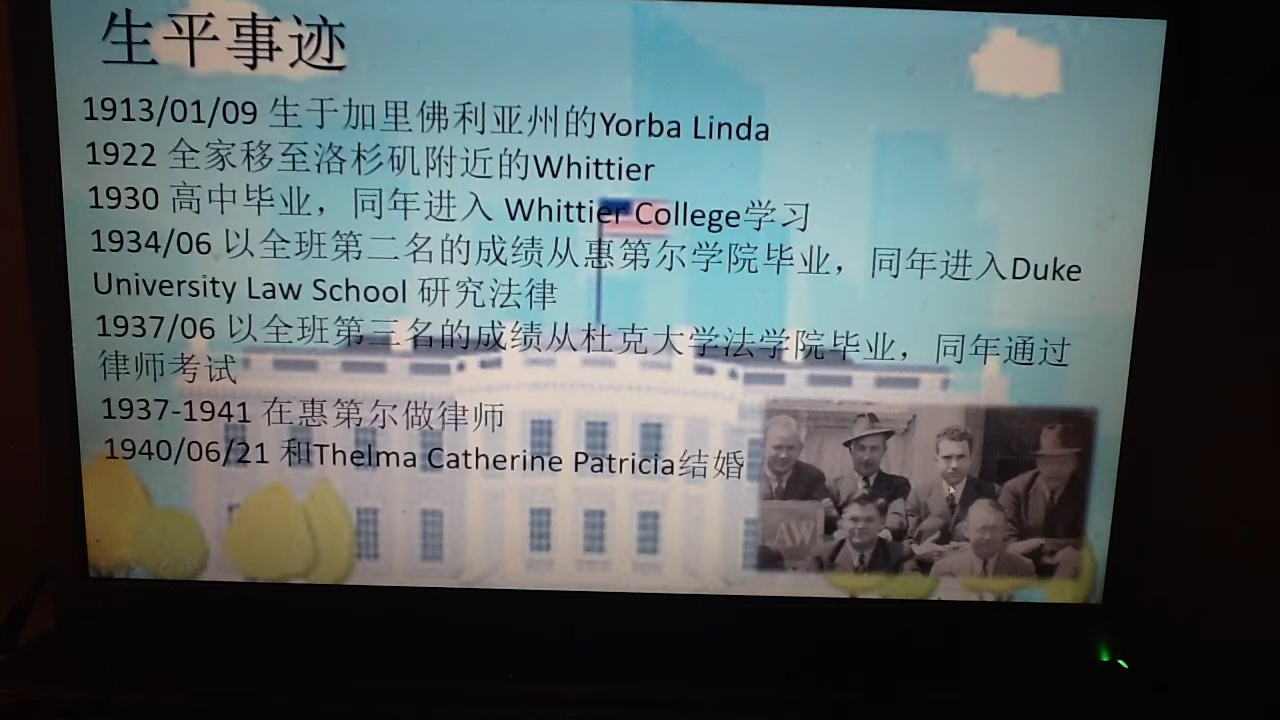 生平事迹
1913/01/09 生于加里佛利亚州的Yorba Linda
1922 全家移至洛杉矶附近的Whittier
1930 高中毕业，同年进入 Whittier College学习
1934/06 以全班第二名的成绩从惠第尔学院毕业，同年进入Duke
University Law School 研究法律
1937/06 以全班第三名的成绩从杜克大学法学院毕业，同年通过
律师考试
1937-1941 在惠第尔做律师
1940/06/21 和Thelma Catherine Patricia结婚
AW